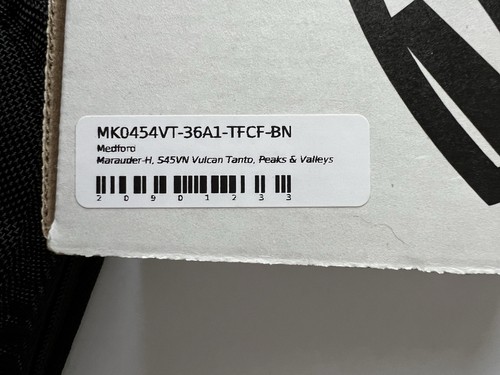 MK0454VT-36A1-TFCF-BN
Medford
Marauder-H, S45VN Vulcan Tanto, Peaks & Valleys
2 0 9 0 1 2 3 3